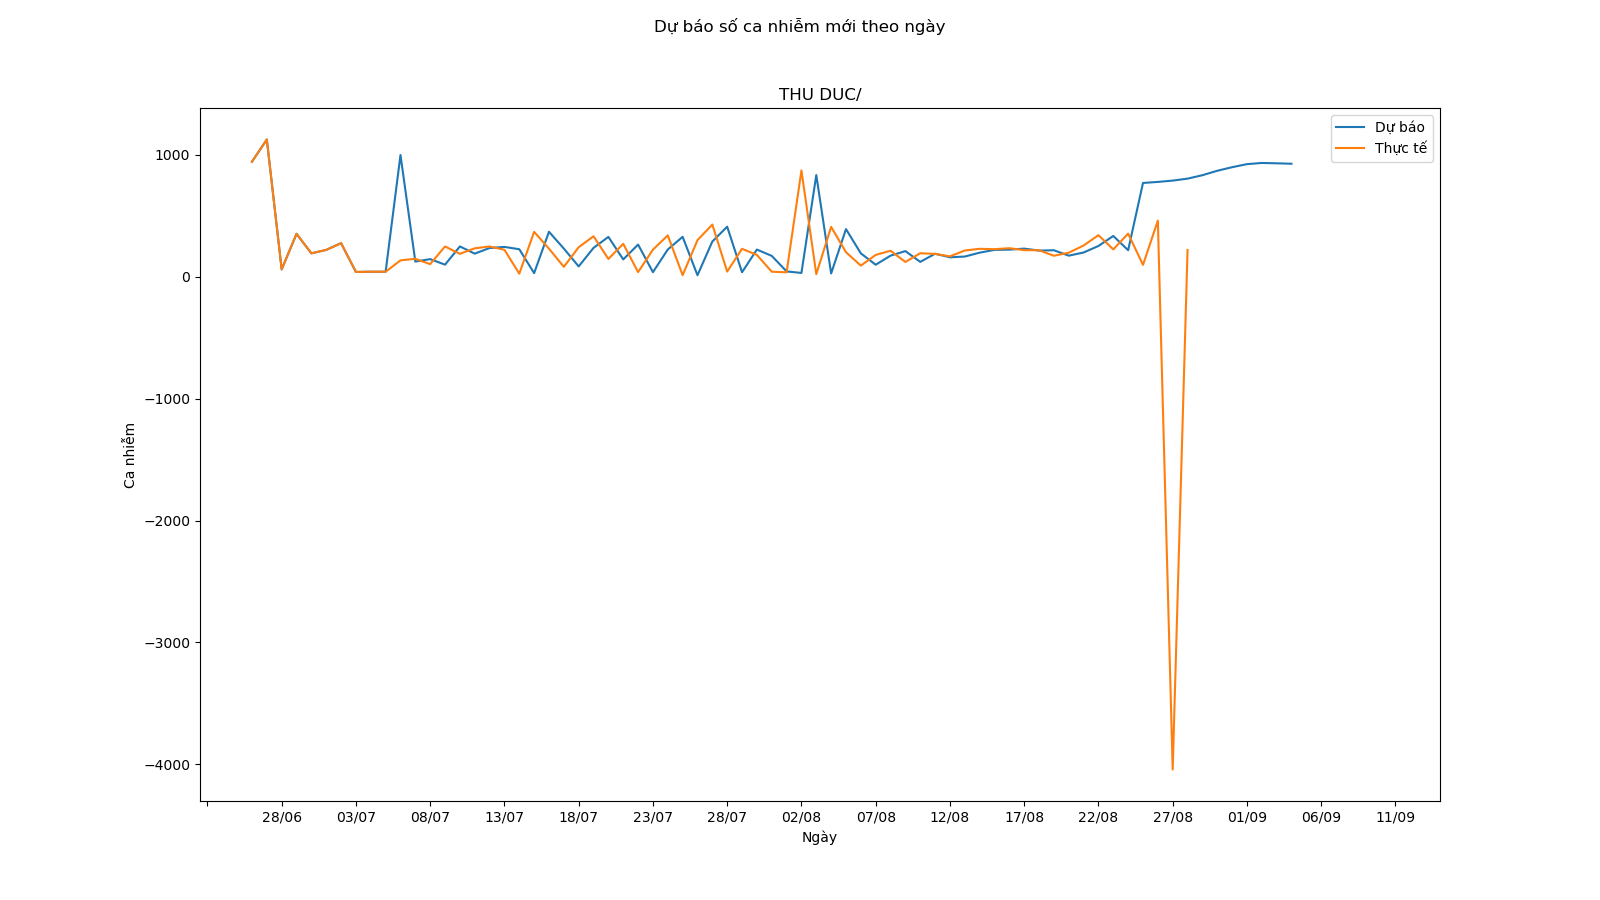 Dự báo số ca nhiễm mới theo ngày
THU DUC/
Dự báo
Thực tế
1000
0
−1000
−2000
−3000
−4000
Ca nhiễm
28/06 03/07 08/07 13/07 18/07 23/07 28/07 02/08 07/08 12/08 17/08 22/08 27/08 01/09 06/09 11/09
Ngày